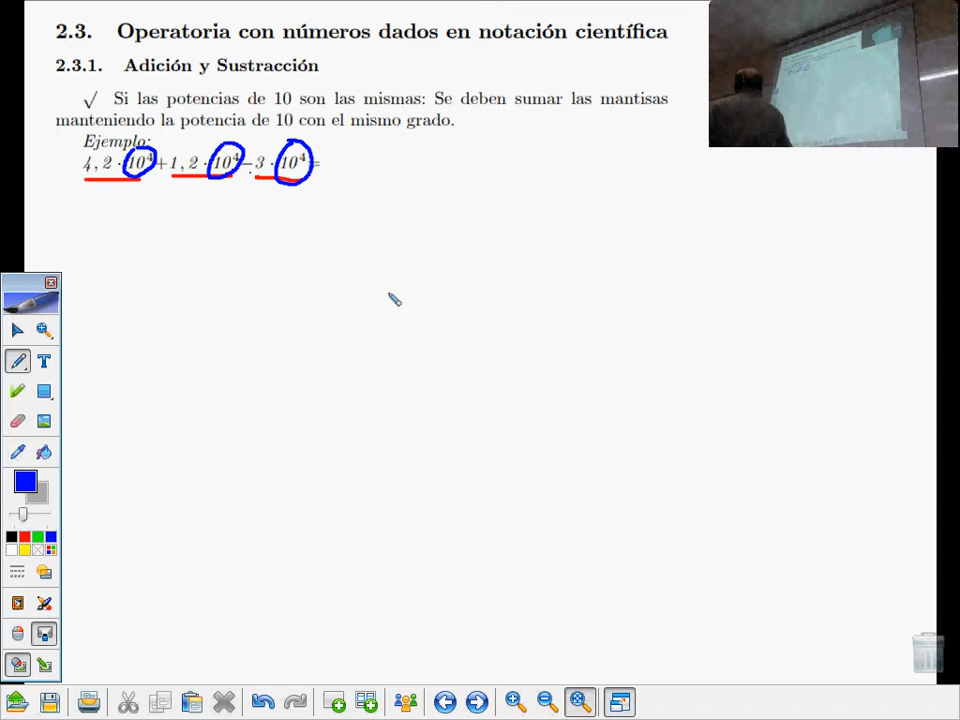 2.3. Operatoria con números dados en notación científica
2.3.1. Adición y Sustracción
√ Si las potencias de 10 son las mismas: Se deben sumar las mantisas
manteniendo la potencia de 10 con el mismo grado.
Ejemplo:
4, 2 · 10⁴ + 1, 2 · 10⁴ − 3 · 10⁴ =
T